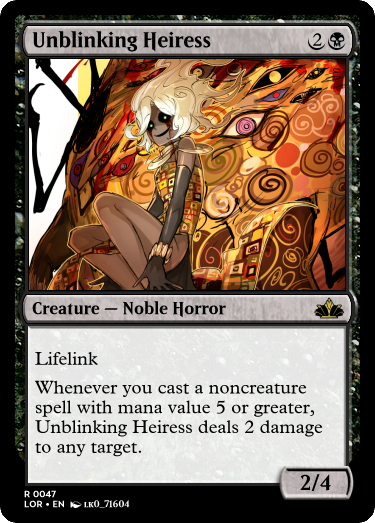 Unblinking Heiress 2
Creature — Noble Horror
Lifelink
Whenever you cast a noncreature
spell with mana value 5 or greater,
Unblinking Heiress deals 2 damage
to any target.
2/4
R 0047
LOR • EN LK0_71604